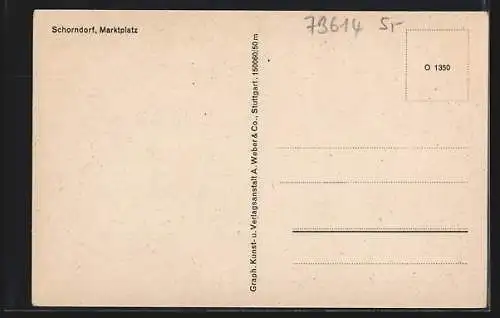 Schorndorf, Marktplatz
73614 Sr
O 1350
Graph. Kunst- u. Verlagsanstalt A. Weber & Co., Stuttgart. 150060/50 m